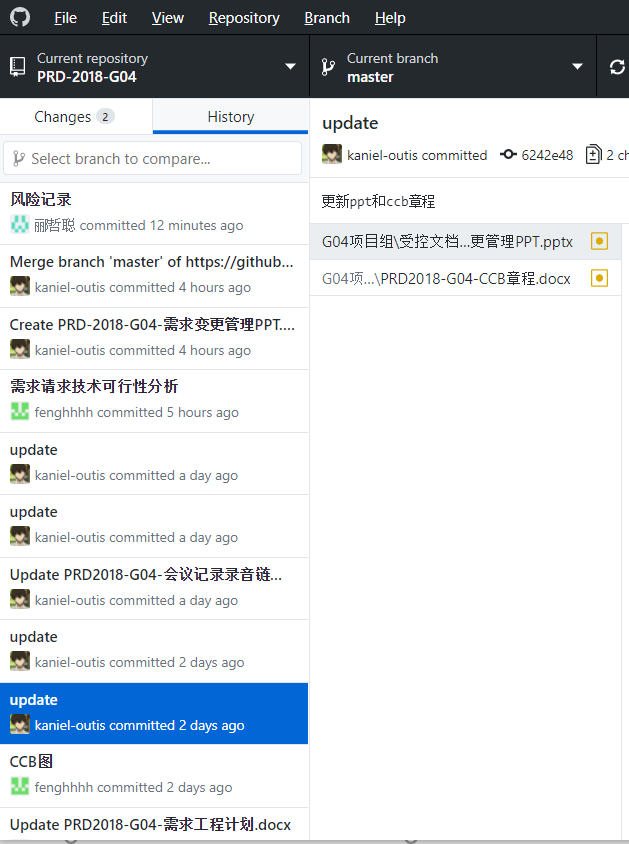 File Edit View Repository Branch Help
Current repository
PRD-2018-G04
Current branch
master
Changes 2
History
Select branch to compare...
风险记录
丽哲聪 committed 12 minutes ago
Merge branch 'master' of https://github...
kaniel-outis committed 4 hours ago
Create PRD-2018-G04-需求变更管理PPT....
kaniel-outis committed 4 hours ago
需求请求技术可行性分析
fenghhhh committed 5 hours ago
update
kaniel-outis committed a day ago
update
kaniel-outis committed a day ago
Update PRD2018-G04-会议记录录音链...
kaniel-outis committed a day ago
update
kaniel-outis committed 2 days ago
update
kaniel-outis committed 2 days ago
CCB图
fenghhhh committed 2 days ago
Update PRD2018-G04-需求工程计划.docx
update
kaniel-outis committed 6242e48 2 ch
更新ppt和ccb章程
G04项目组\受控文档...更管理PPT.pptx
G04项...\PRD2018-G04-CCB章程.docx